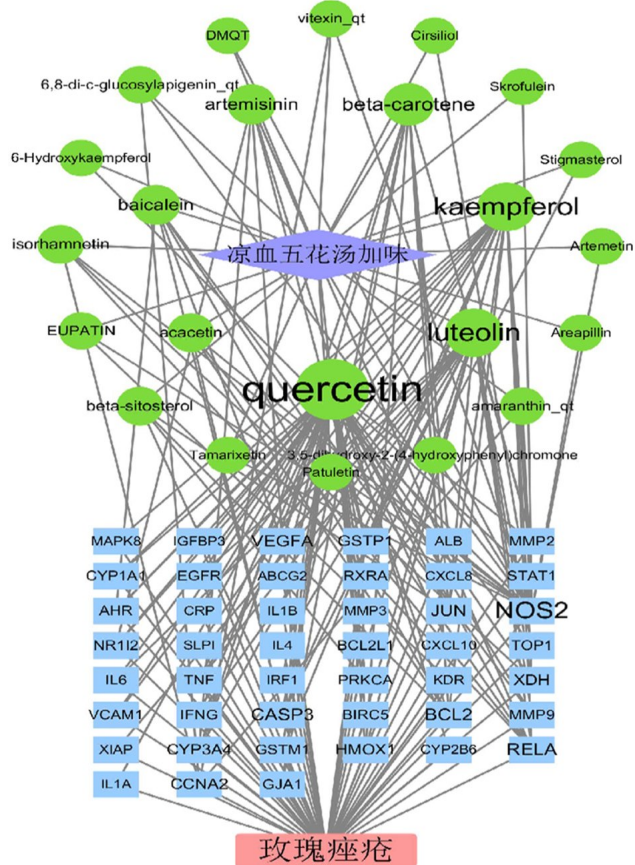 vitexin_qt
DMQT
Cirsiliol
6,8-di-c-glucosylapigenin_qt
artemisinin
beta-carotene
Skrofulein
6-Hydroxykaempferol
Stigmasterol
baicalein
kaempferol
isorhamnetin
凉血五花汤加味
Artemetin
EUPATIN
acacetin
luteolin
Areapillin
quercetin
beta-sitosterol
amaranthin_qt
Tamarixetin
3,5-dihydroxy-2-(4-hydroxyphenyl)chromone
Patuletin
MAPK8 IGFBP3 VEGFA GSTP1 ALB MMP2
CYP1A1 EGFR ABCG2 RXRA CXCL8 STAT1
AHR CRP IL1B MMP3 JUN NOS2
NR1I2 SLPI IL4 BCL2L1 CXCL10 TOP1
IL6 TNF IRF1 PRKCA KDR XDH
VCAM1 IFNG CASP3 BIRC5 BCL2 MMP9
XIAP CYP3A4 GSTM1 HMOX1 CYP2B6 RELA
IL1A CCNA2 GJA1
玫瑰痤疮